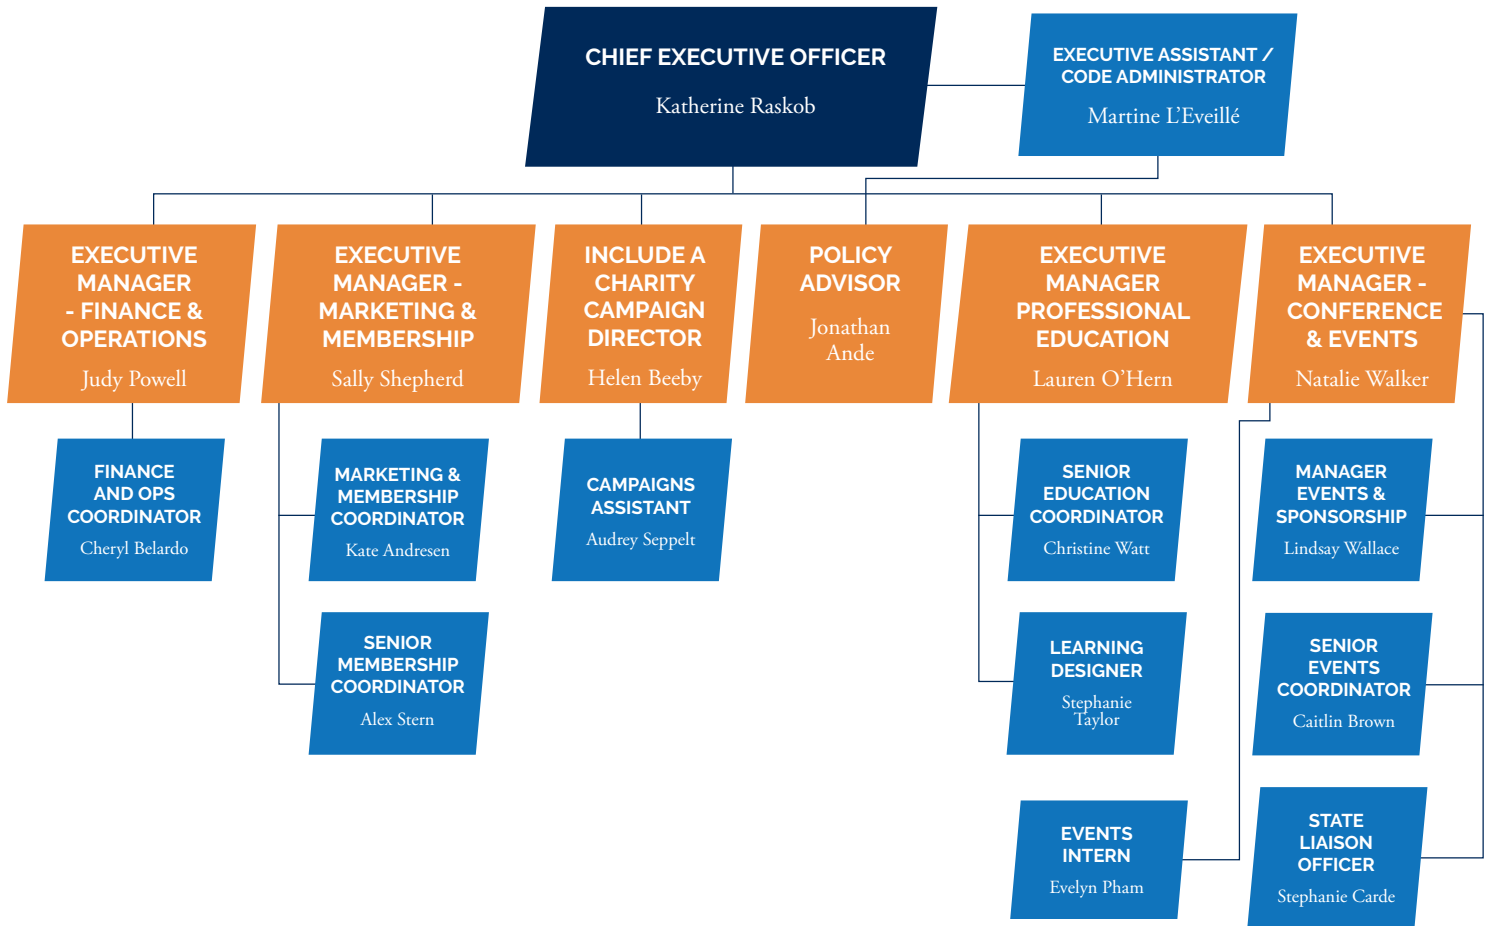 CHIEF EXECUTIVE OFFICER
Katherine Raskob
EXECUTIVE ASSISTANT /
CODE ADMINISTRATOR
Martine L'Eveillé
EXECUTIVE
MANAGER
- FINANCE &
OPERATIONS
Judy Powell
EXECUTIVE
MANAGER -
MARKETING &
MEMBERSHIP
Sally Shepherd
INCLUDE A
CHARITY
CAMPAIGN
DIRECTOR
Helen Beeby
POLICY
ADVISOR
Jonathan
Ande
EXECUTIVE
MANAGER
PROFESSIONAL
EDUCATION
Lauren O'Hern
EXECUTIVE
MANAGER -
CONFERENCE
& EVENTS
Natalie Walker
FINANCE
AND OPS
COORDINATOR
Cheryl Belardo
MARKETING &
MEMBERSHIP
COORDINATOR
Kate Andresen
CAMPAIGNS
ASSISTANT
Audrey Seppelt
SENIOR
EDUCATION
COORDINATOR
Christine Watt
MANAGER
EVENTS &
SPONSORSHIP
Lindsay Wallace
SENIOR
MEMBERSHIP
COORDINATOR
Alex Stern
LEARNING
DESIGNER
Stephanie
Taylor
SENIOR
EVENTS
COORDINATOR
Caitlin Brown
EVENTS
INTERN
Evelyn Pham
STATE
LIAISON
OFFICER
Stephanie Carde